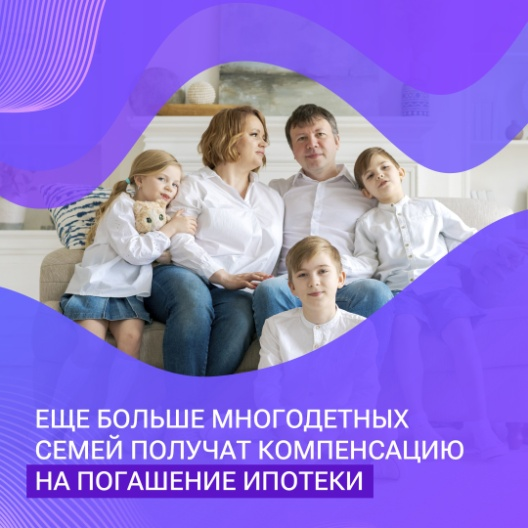 ЕЩЕ БОЛЬШЕ МНОГОДЕТНЫХ
СЕМЕЙ ПОЛУЧАТ КОМПЕНСАЦИЮ
НА ПОГАШЕНИЕ ИПОТЕКИ